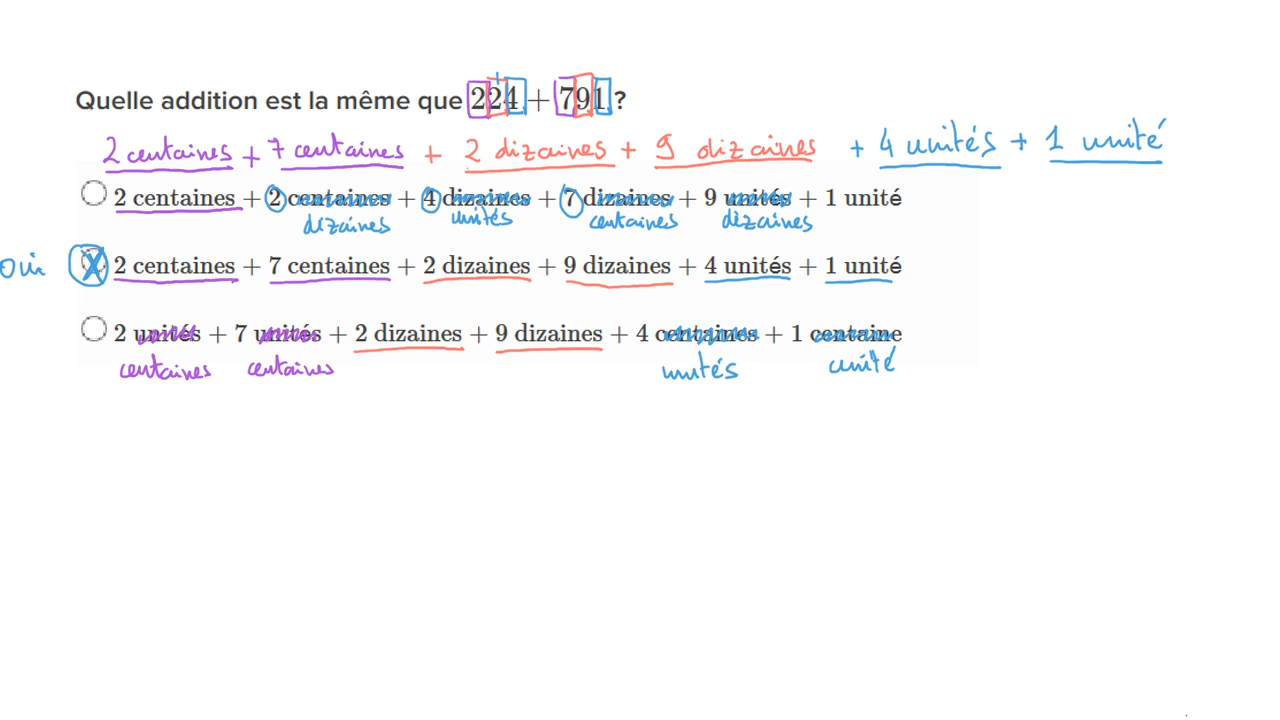 Quelle addition est la même que 224 + 791 ?
2 centaines + 7 centaines + 2 dizaines + 9 dizaines + 4 unités + 1 unité
2 centaines + 2 centaines + 4 dizaines + 7 dizaines + 9 unités + 1 unité
dizaines unités centaines dizaines
oui X 2 centaines + 7 centaines + 2 dizaines + 9 dizaines + 4 unités + 1 unité
2 unités + 7 unités + 2 dizaines + 9 dizaines + 4 centaines + 1 centaine
centaines centaines unités unité